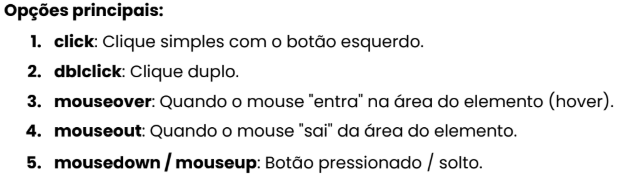 Opções principais:
1. click: Clique simples com o botão esquerdo.
2. dblclick: Clique duplo.
3. mouseover: Quando o mouse "entra" na área do elemento (hover).
4. mouseout: Quando o mouse "sai" da área do elemento.
5. mousedown / mouseup: Botão pressionado / solto.